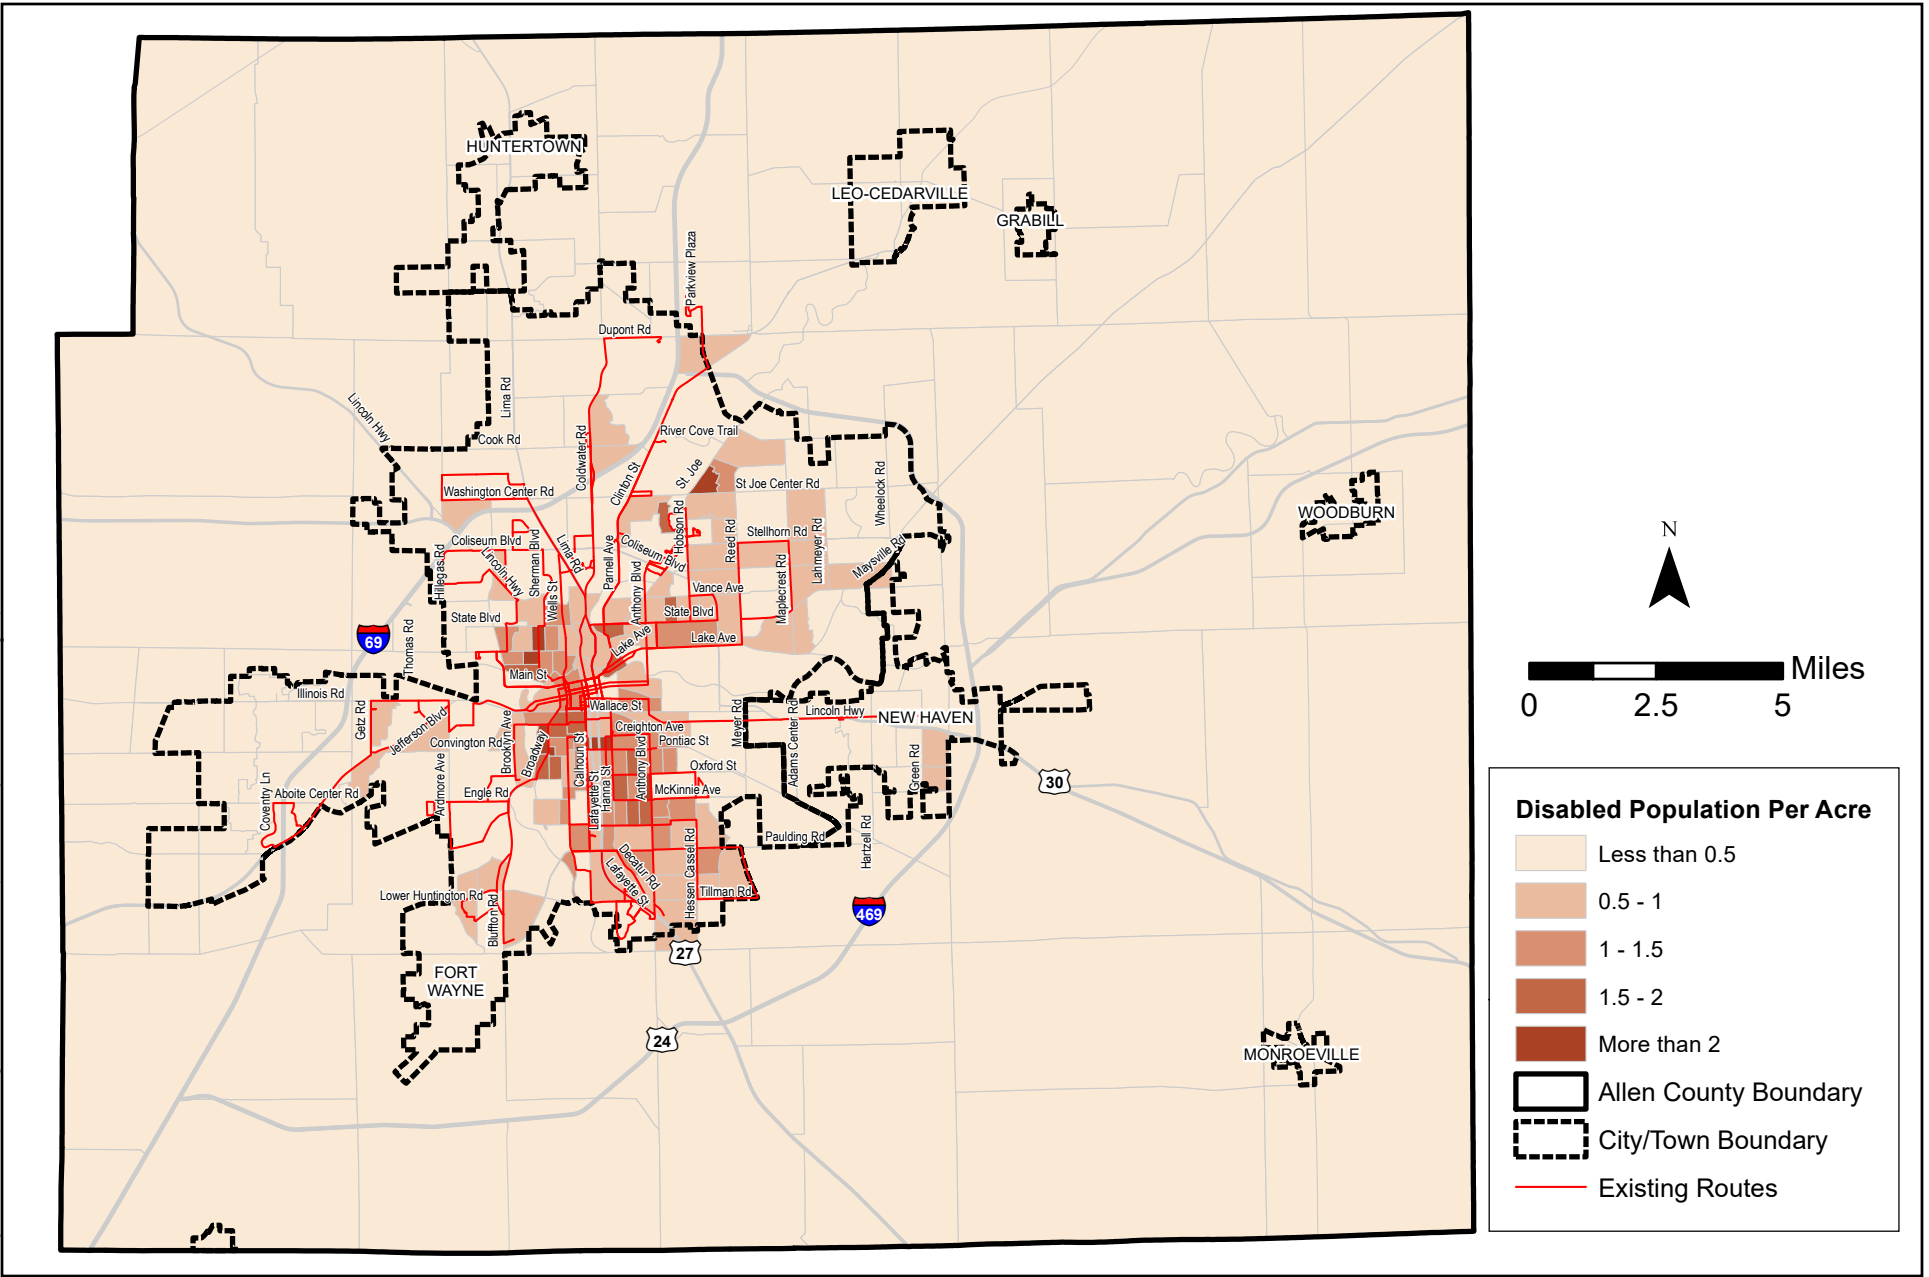 HUNTERTOWN
LEO-CEDARVILLE
GRABILL
Parkview Plaza
Dupont Rd
Lima Rd
Lincoln Hwy
Cook Rd
Coldwater Rd
River Cove Trail
Clinton St
St. Joe
St Joe Center Rd
Wheelock Rd
Washington Center Rd
Hobson Rd
WOODBURN
Reed Rd
Stellhorn Rd
Lahmeyer Rd
Maysville Rd
Coliseum Blvd
Hillegas Rd
Lincoln Hwy
Sherman Blvd
Lima Rd
Parnell Ave
Coliseum Blvd
Anthony Blvd
Maplecrest Rd
Wells St
Vance Ave
State Blvd
State Blvd
69
Thomas Rd
Lake Ave
Lake Ave
Main St
Illinois Rd
Getz Rd
Jefferson Blvd
Convington Rd
Brooklyn Ave
Broadway
Wallace St
Creighton Ave
Pontiac St
Meyer Rd
Adams Center Rd
Lincoln Hwy
NEW HAVEN
Calhoun St
Lafayette St
Hanna St
Anthony Blvd
Oxford St
McKinnie Ave
Green Rd
30
Coventry Ln
Aboite Center Rd
Ardmore Ave
Engle Rd
Paulding Rd
Hartzell Rd
Decatur Rd
Lafayette St
Hessen Cassel Rd
Tillman Rd
Lower Huntington Rd
Bluffton Rd
469
27
FORT
WAYNE
24
MONROEVILLE
N
Miles
0 2.5 5
Disabled Population Per Acre
Less than 0.5
0.5 - 1
1 - 1.5
1.5 - 2
More than 2
Allen County Boundary
City/Town Boundary
Existing Routes